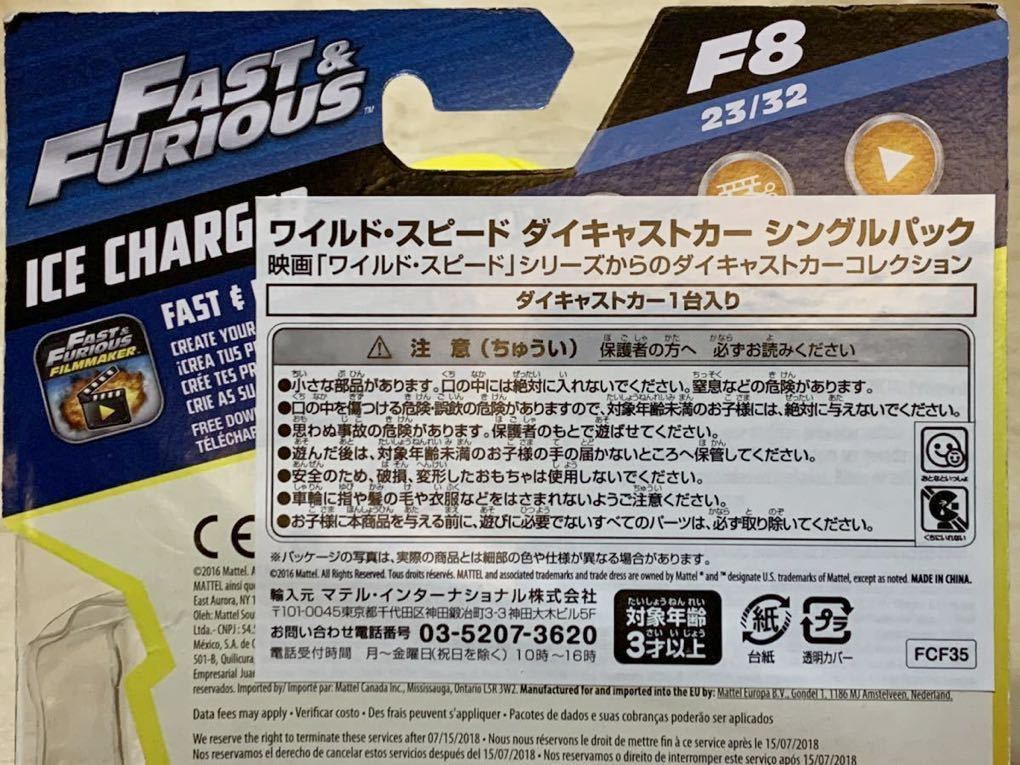 FAST &
FURIOUS™
F8
23/32
ICE CHARG
FAST &
FAST &
FURIOUS
FILMMAKER™
CREATE YOUR
¡CREA TUS P
CRÉE TES PR
CRIE AS SU
FREE DOW
TÉLÉCHAR
ワイルド・スピード ダイキャストカー シングルパック
映画「ワイルド・スピード」シリーズからのダイキャストカーコレクション
ダイキャストカー1台入り
⚠ 注 意 (ちゅうい) 保護者の方へ 必ずお読みください
●小さな部品があります。口の中には絶対に入れないでください。窒息などの危険があります。
●口の中を傷つける危険・誤飲の危険がありますので、対象年齢未満のお子様には、絶対に与えないでください。
●思わぬ事故の危険があります。保護者のもとで遊ばせてください。
●遊んだ後は、対象年齢未満のお子様の手の届かないところへ保管してください。
●安全のため、破損、変形したおもちゃは使用しないでください。
●車輪に指や髪の毛や衣服などをはさまれないようご注意ください。
●お子様に本商品を与える前に、遊びに必要でないすべてのパーツは、必ず取り除いてください。
おとなといっしょ
くちにいれない
CE
※パッケージの写真は、実際の商品とは細部の色や仕様が異なる場合があります。
©2016 Mattel. All Rights Reserved. Tous droits réservés. MATTEL and associated trademarks and trade dress are owned by Mattel ® and ™ designate U.S. trademarks of Mattel, except as noted. MADE IN CHINA.
輸入元 マテル・インターナショナル株式会社
〒101-0045東京都千代田区神田鍛冶町3-3神田大木ビル5F
お問い合わせ電話番号 03-5207-3620
電話受付時間 月～金曜日(祝日を除く) 10時～16時
対象年齢
3才以上
紙
台紙
プラ
透明カバー
FCF35
©2016 Mattel. A
MATTEL ainsi qu
East Aurora, NY 1
Oleh: Mattel Sou
Ltda.- CNPJ : 54.5
México, S.A. de C
501-B, Quilicura,
Empresarial Juan
reservados. Imported by/ Importé par: Mattel Canada Inc., Mississauga, Ontario L5R 3W2. Manufactured for and imported into the EU by: Mattel Europa B.V., Gondel 1, 1186 MJ Amstelveen, Nederland.
Data fees may apply • Verificar costo • Des frais peuvent s'appliquer • Pacotes de dados e suas cobranças poderão ser aplicados
We reserve the right to terminate these services after 07/15/2018 • Nous nous réservons le droit de mettre fin à ce service après le 15/07/2018
Nos reservamos el derecho de cancelar estos servicios después del 15/07/2018 • Nos reservamos o direito de interromper este serviço após 15/07/2018